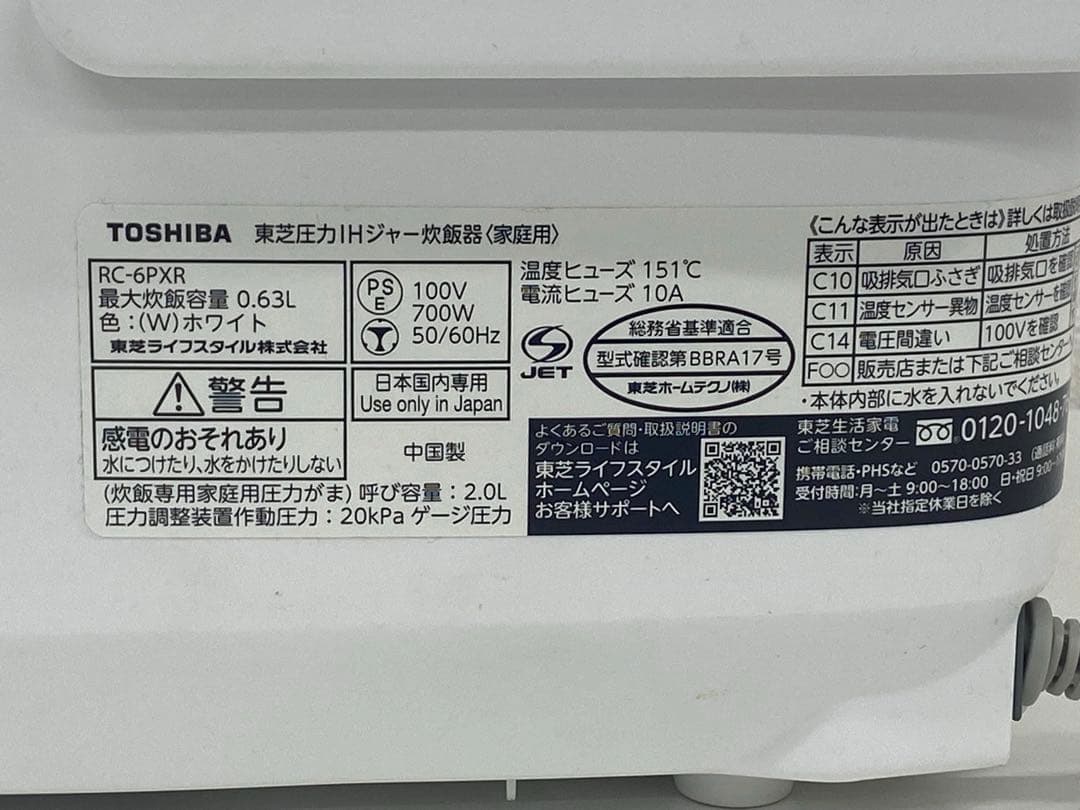 TOSHIBA 東芝圧力IHジャー炊飯器〈家庭用〉
RC-6PXR
最大炊飯容量 0.63L
色：(W)ホワイト
東芝ライフスタイル株式会社
PS
E
100V
700W
50/60Hz
温度ヒューズ 151℃
電流ヒューズ 10A
JET
総務省基準適合
型式確認第BBRA17号
東芝ホームテクノ(株)
警告
感電のおそれあり
水につけたり、水をかけたりしない
日本国内専用
Use only in Japan
中国製
(炊飯専用家庭用圧力がま) 呼び容量：2.0L
圧力調整装置作動圧力：20kPa ゲージ圧力
《こんな表示が出たときは》詳しくは取扱説
表示 原因 処置方法
C10 吸排気口ふさぎ 吸排気口を確認
C11 温度センサー異物 温度センサーを確認
C14 電圧間違い 100Vを確認
F〇〇 販売店または下記ご相談センター
・本体内部に水を入れないでください。
よくあるご質問・取扱説明書の
ダウンロードは
東芝ライフスタイル
ホームページ
お客様サポートへ
東芝生活家電
ご相談センター 0120-1048-7
携帯電話・PHSなど 0570-0570-33 (通話料
受付時間：月〜土 9:00〜18:00 日・祝日 9:00
※当社指定休業日を除く